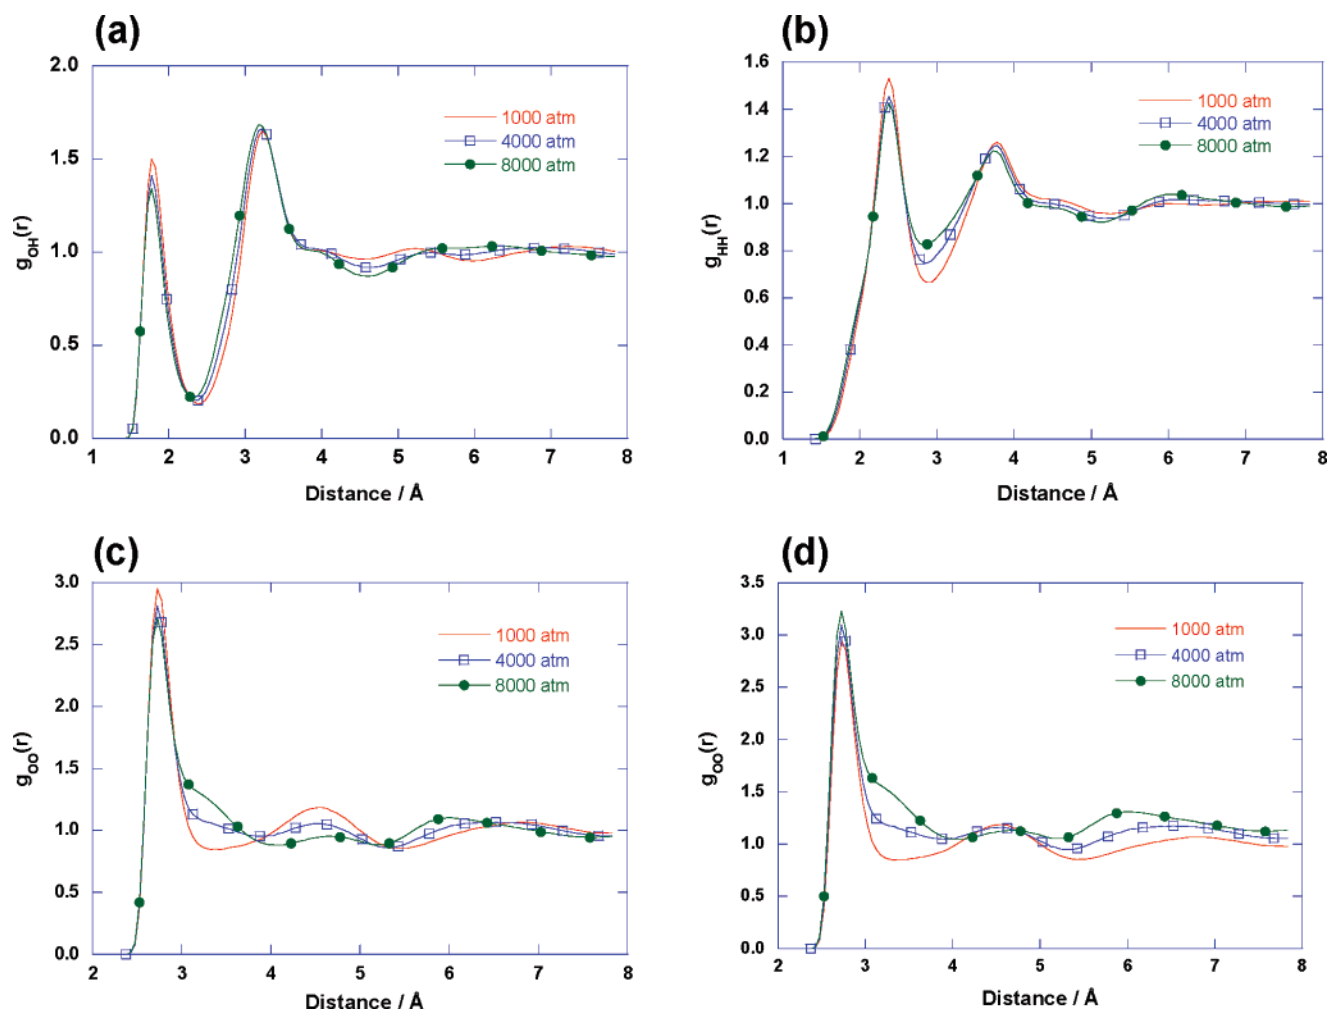 (a)
2.0
1.5
1.0
0.5
0.0
gOH(r)
1000 atm
4000 atm
8000 atm
1 2 3 4 5 6 7 8
Distance / Å
(b)
1.6
1.4
1.2
1.0
0.8
0.6
0.4
0.2
0.0
gHH(r)
1000 atm
4000 atm
8000 atm
1 2 3 4 5 6 7 8
Distance / Å
(c)
3.0
2.5
2.0
1.5
1.0
0.5
0.0
gOO(r)
1000 atm
4000 atm
8000 atm
2 3 4 5 6 7 8
Distance / Å
(d)
3.5
3.0
2.5
2.0
1.5
1.0
0.5
0.0
gOO(r)
1000 atm
4000 atm
8000 atm
2 3 4 5 6 7 8
Distance / Å